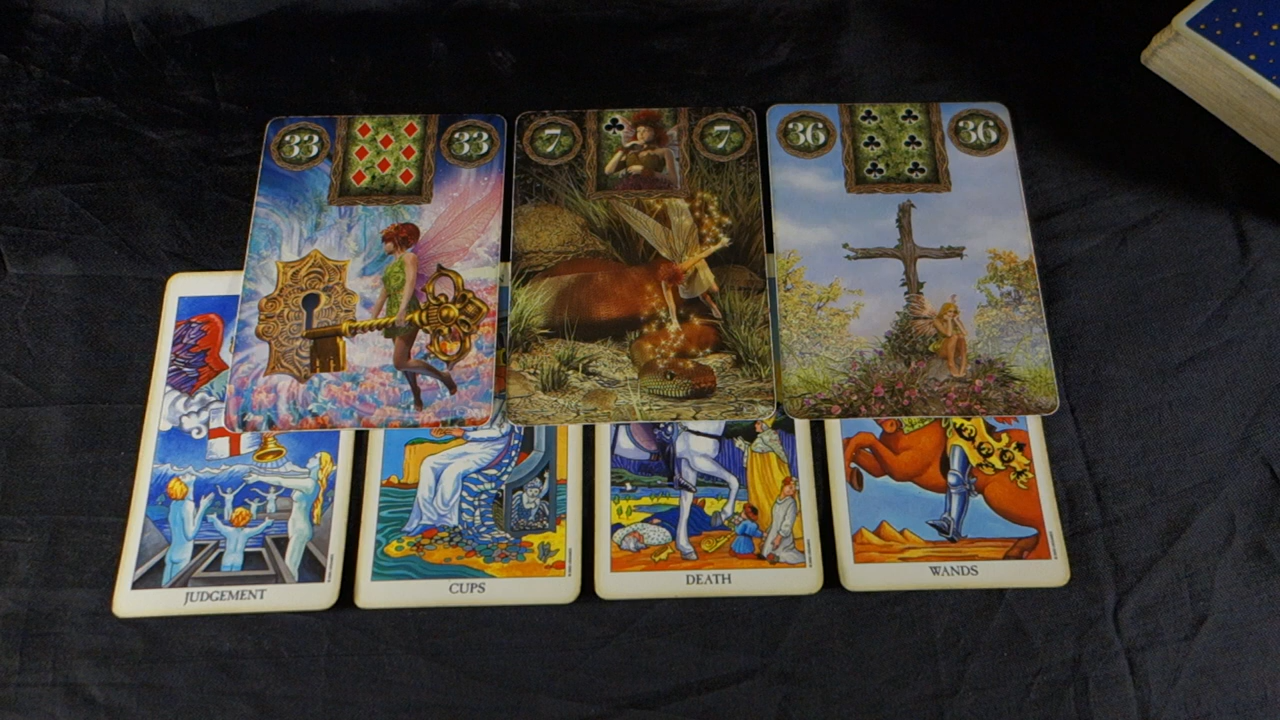 33 33
7 7
36 36
JUDGEMENT
CUPS
DEATH
WANDS